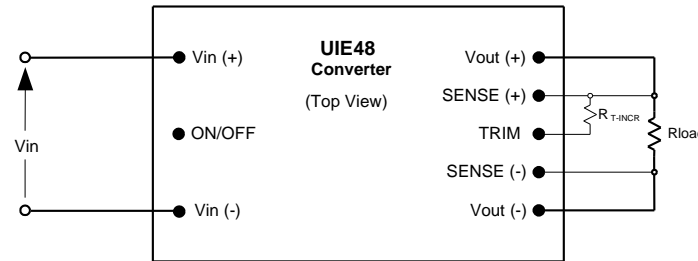 UIE48
Converter
(Top View)
Vin (+)
ON/OFF
Vin (-)
Vin
Vout (+)
SENSE (+)
TRIM
SENSE (-)
Vout (-)
R T-INCR
Rload